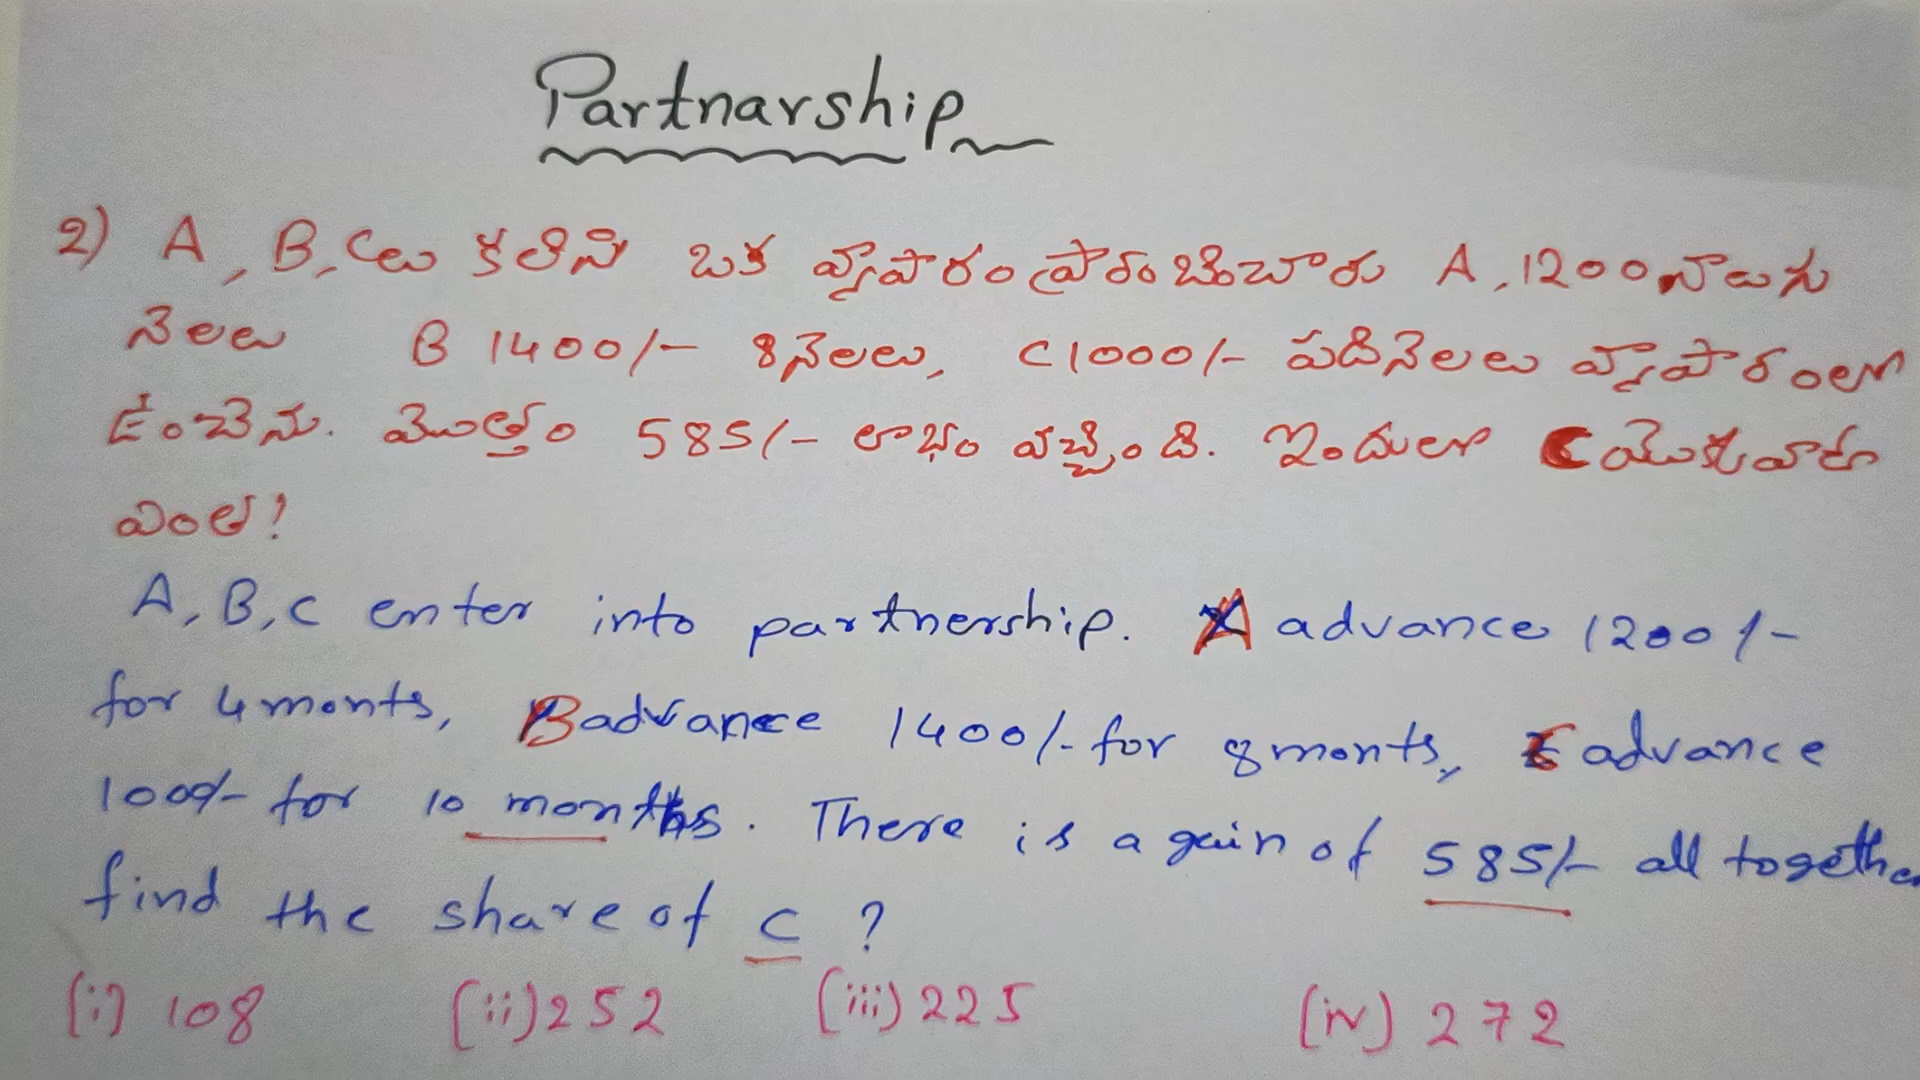 Partnarship
2) A, B, Cలు కలిసి ఒక వ్యాపారం ప్రారంభించారు A, 1200 నాలుగు
నెలలు B 1400/- 8 నెలలు, C 1000/- పదినెలలు వ్యాపారంలో
ఉంచెను. మొత్తం 585/- లాభం వచ్చింది. ఇందులో C యొక్క వాటా
ఎంత?
A, B, C enter into partnership. A advance 1200/-
for 4 monts, B advance 1400/- for 8 monts, C advance
1000/- for 10 months. There is a gain of 585/- all together
find the share of C ?
(i) 108 (ii) 252 (iii) 225 (iv) 272